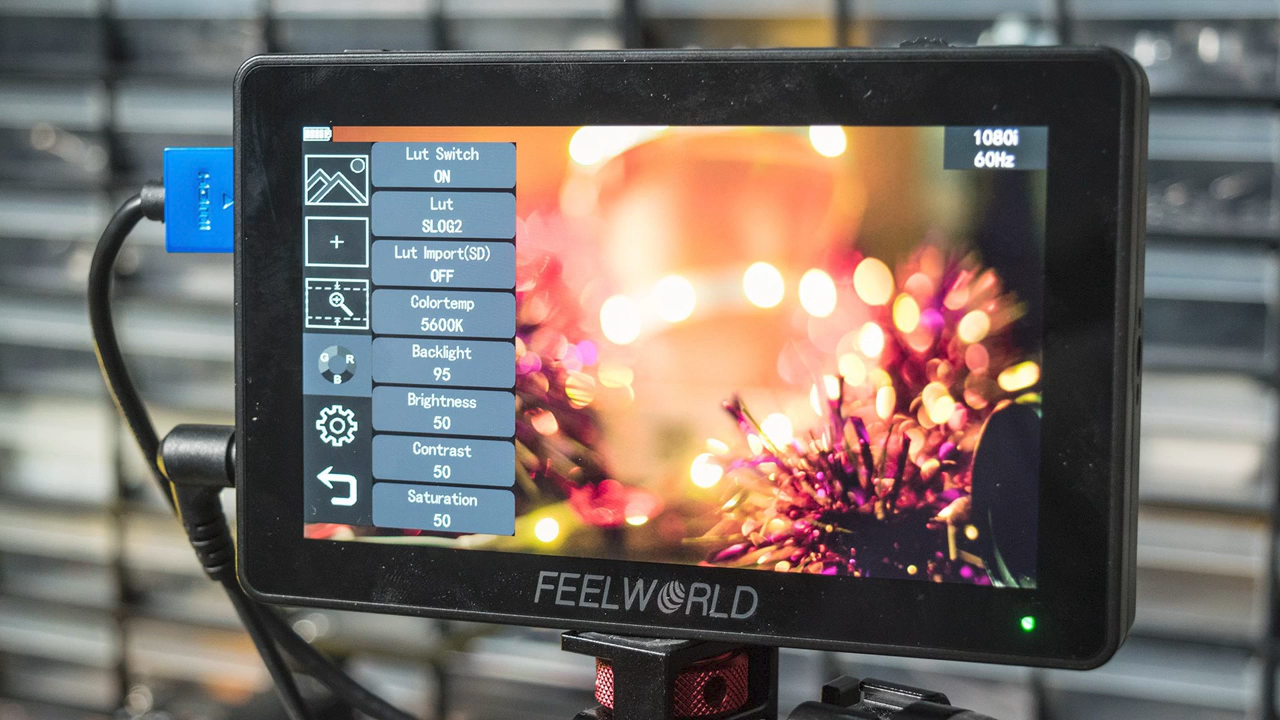 1080i
60Hz
Lut Switch
ON
Lut
SLOG2
Lut Import(SD)
OFF
Colortemp
5600K
Backlight
95
Brightness
50
Contrast
50
Saturation
50
G R
B
HDMI
FEELWORLD